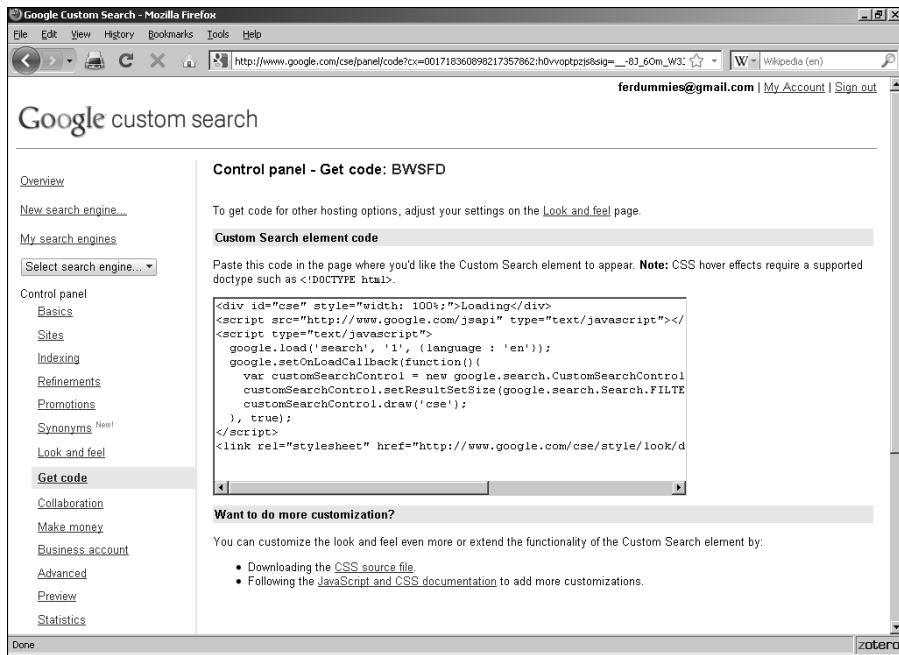 Google Custom Search - Mozilla Firefox
File Edit View History Bookmarks Tools Help
http://www.google.com/cse/panel/code?cx=001718360898217357862:h0vvoptpzjs&sig=__-8J_6Om_W3 W Wikipedia (en)
ferdummies@gmail.com | My Account | Sign out
Google custom search
Control panel - Get code: BWSFD
Overview
New search engine...
To get code for other hosting options, adjust your settings on the Look and feel page.
My search engines
Custom Search element code
Select search engine...
Paste this code in the page where you'd like the Custom Search element to appear. Note: CSS hover effects require a supported
doctype such as <!DOCTYPE html>.
Control panel
Basics
Sites
Indexing
Refinements
Promotions
Synonyms New!
Look and feel
Get code
Collaboration
Make money
Business account
Advanced
Preview
Statistics
<div id="cse" style="width: 100%;">Loading</div>
<script src="http://www.google.com/jsapi" type="text/javascript"></
<script type="text/javascript">
google.load('search', '1', {language : 'en'});
google.setOnLoadCallback(function(){
var customSearchControl = new google.search.CustomSearchControl
customSearchControl.setResultSetSize(google.search.Search.FILTE
customSearchControl.draw('cse');
}, true);
</script>
<link rel="stylesheet" href="http://www.google.com/cse/style/look/d
Want to do more customization?
You can customize the look and feel even more or extend the functionality of the Custom Search element by:
• Downloading the CSS source file.
• Following the JavaScript and CSS documentation to add more customizations.
Done zotero